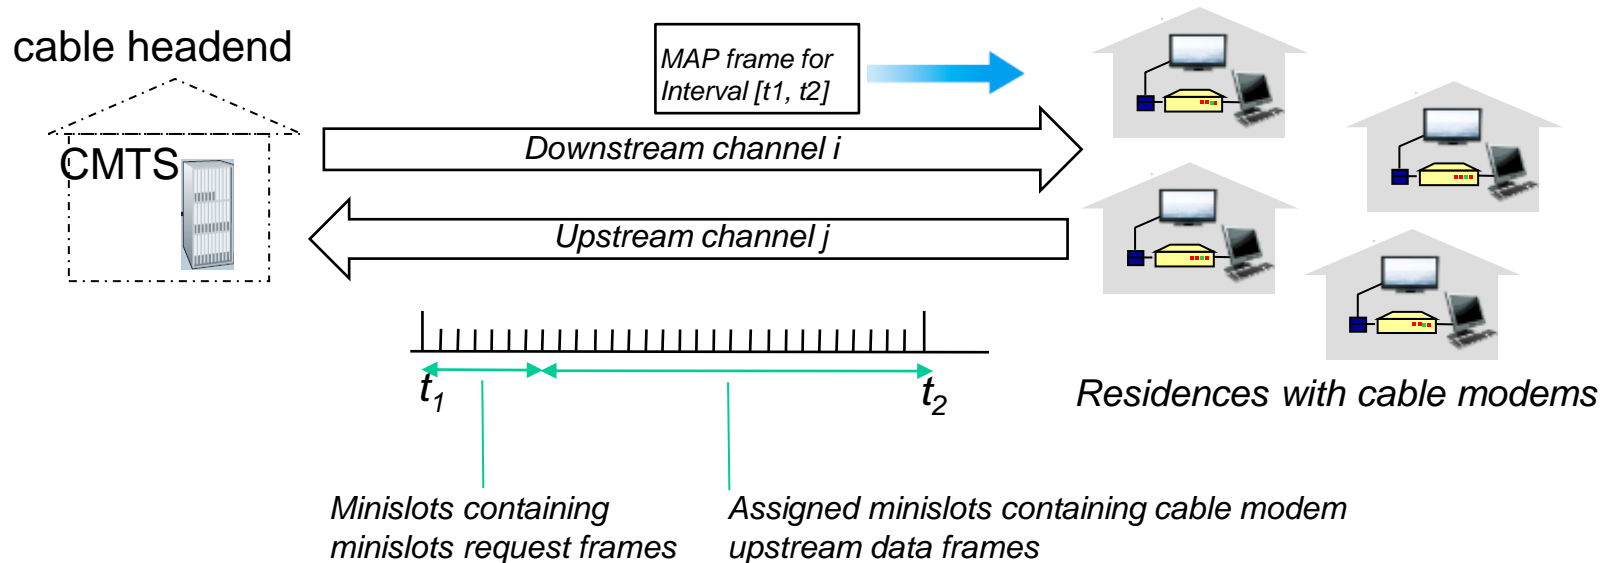 cable headend
MAP frame for
Interval [t1, t2]
CMTS
Downstream channel i
Upstream channel j
t1
t2
Residences with cable modems
Minislots containing
minislots request frames
Assigned minislots containing cable modem
upstream data frames